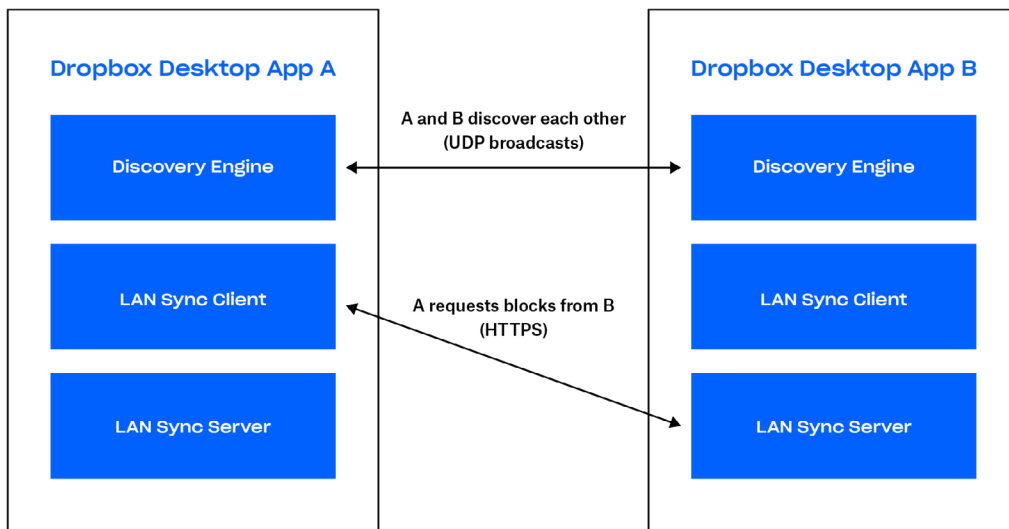 Dropbox Desktop App A
Dropbox Desktop App B
A and B discover each other
(UDP broadcasts)
Discovery Engine
Discovery Engine
LAN Sync Client
LAN Sync Client
A requests blocks from B
(HTTPS)
LAN Sync Server
LAN Sync Server